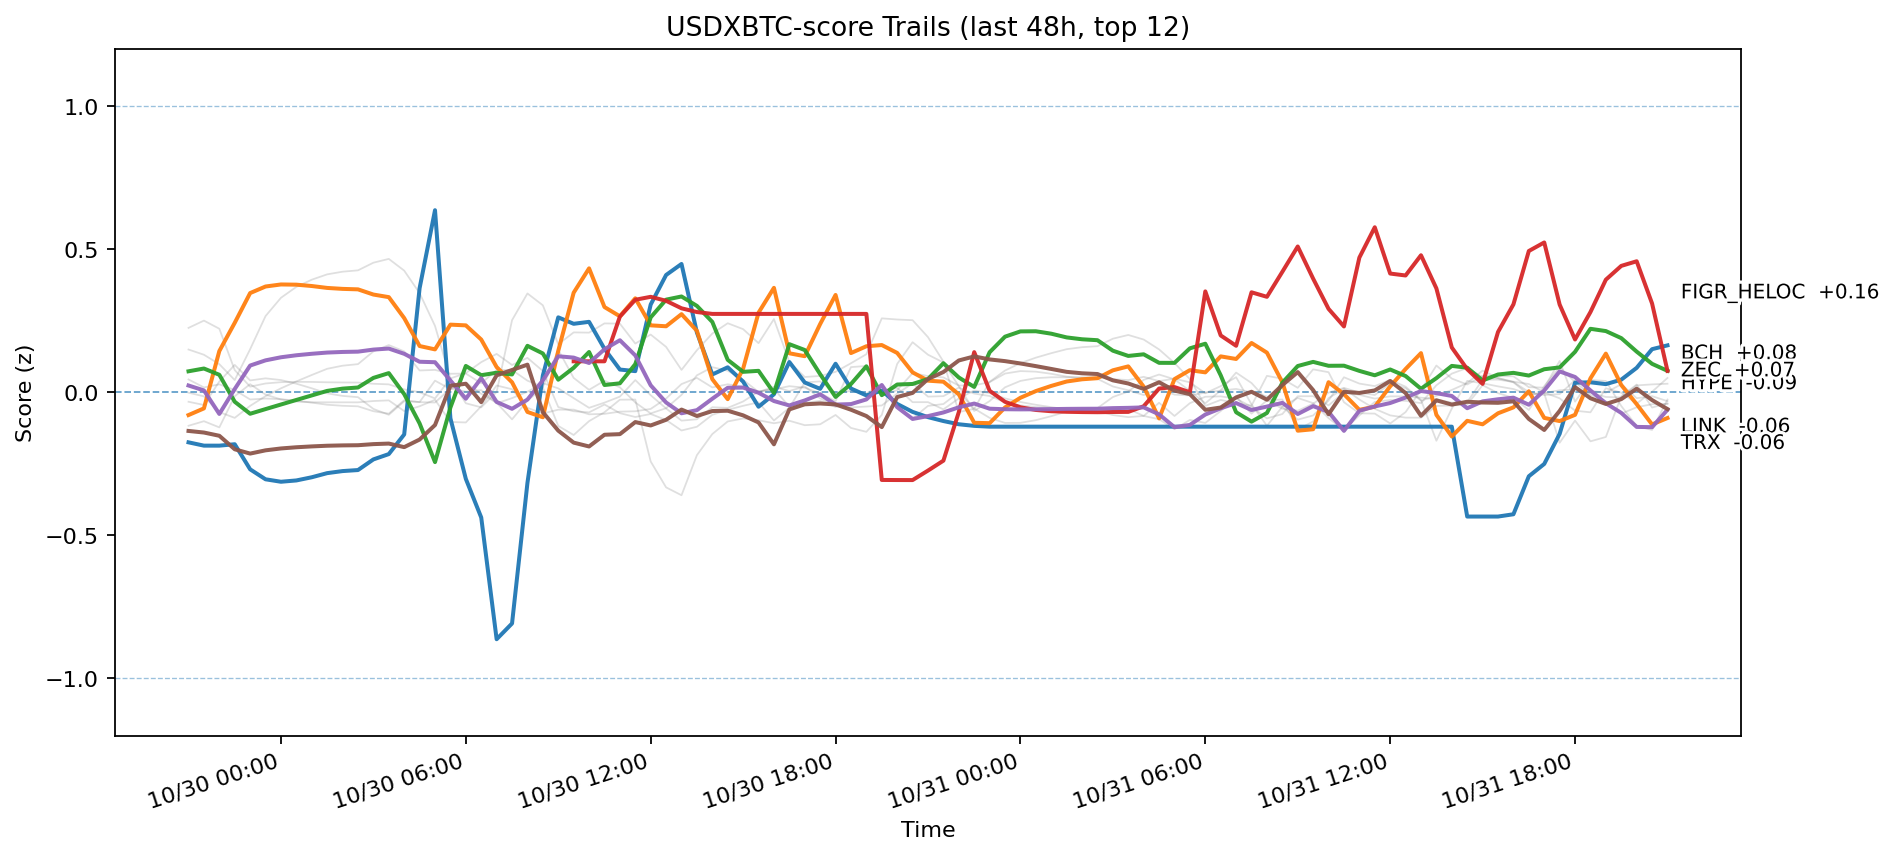 USDXBTC-score Trails (last 48h, top 12)
Score (z)
1.0
0.5
0.0
−0.5
−1.0
FIGR_HELOC +0.16
BCH +0.08
ZEC +0.07
HYPE -0.09
LINK -0.06
TRX -0.06
10/30 00:00
10/30 06:00
10/30 12:00
10/30 18:00
10/31 00:00
10/31 06:00
10/31 12:00
10/31 18:00
Time